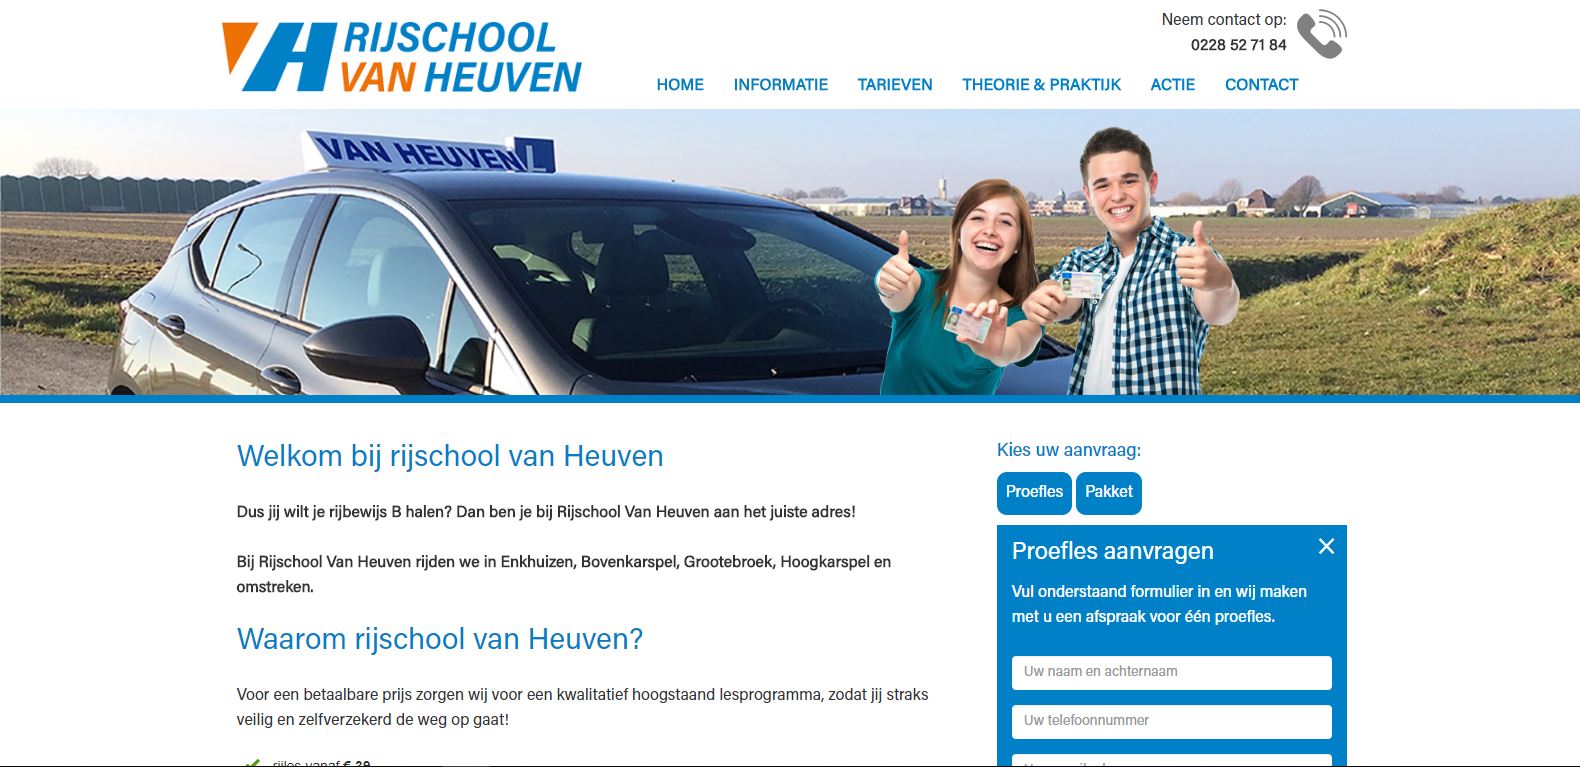 RIJSCHOOL
VAN HEUVEN
Neem contact op:
0228 52 71 84
HOME INFORMATIE TARIEVEN THEORIE & PRAKTIJK ACTIE CONTACT
VAN HEUVEN L
Welkom bij rijschool van Heuven
Dus jij wilt je rijbewijs B halen? Dan ben je bij Rijschool Van Heuven aan het juiste adres!
Bij Rijschool Van Heuven rijden we in Enkhuizen, Bovenkarspel, Grootebroek, Hoogkarspel en
omstreken.
Waarom rijschool van Heuven?
Voor een betaalbare prijs zorgen wij voor een kwalitatief hoogstaand lesprogramma, zodat jij straks
veilig en zelfverzekerd de weg op gaat!
rijles vanaf €
Kies uw aanvraag:
Proefles Pakket
Proefles aanvragen
Vul onderstaand formulier in en wij maken
met u een afspraak voor één proefles.
Uw naam en achternaam
Uw telefoonnummer